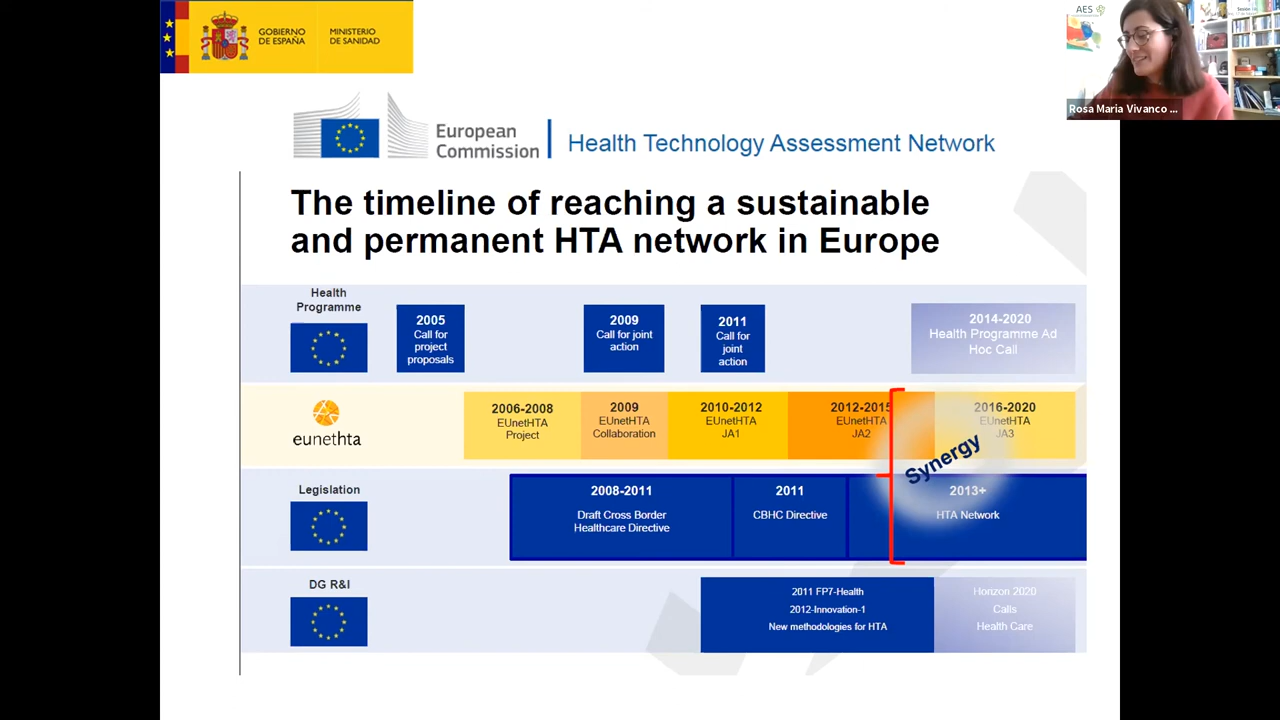 GOBIERNO
DE ESPAÑA
MINISTERIO
DE SANIDAD
AES
Rosa Maria Vivanco ...
European
Commission
Health Technology Assessment Network
The timeline of reaching a sustainable
and permanent HTA network in Europe
Health
Programme
2005
Call for
project
proposals
2009
Call for joint
action
2011
Call for
joint
action
2014-2020
Health Programme Ad
Hoc Call
eunethta
2006-2008
EUnetHTA
Project
2009
EUnetHTA
Collaboration
2010-2012
EUnetHTA
JA1
2012-2015
EUnetHTA
JA2
2016-2020
EUnetHTA
JA3
Synergy
Legislation
2008-2011
Draft Cross Border
Healthcare Directive
2011
CBHC Directive
2013+
HTA Network
DG R&I
2011 FP7-Health
2012-Innovation-1
New methodologies for HTA
Horizon 2020
Calls
Health Care